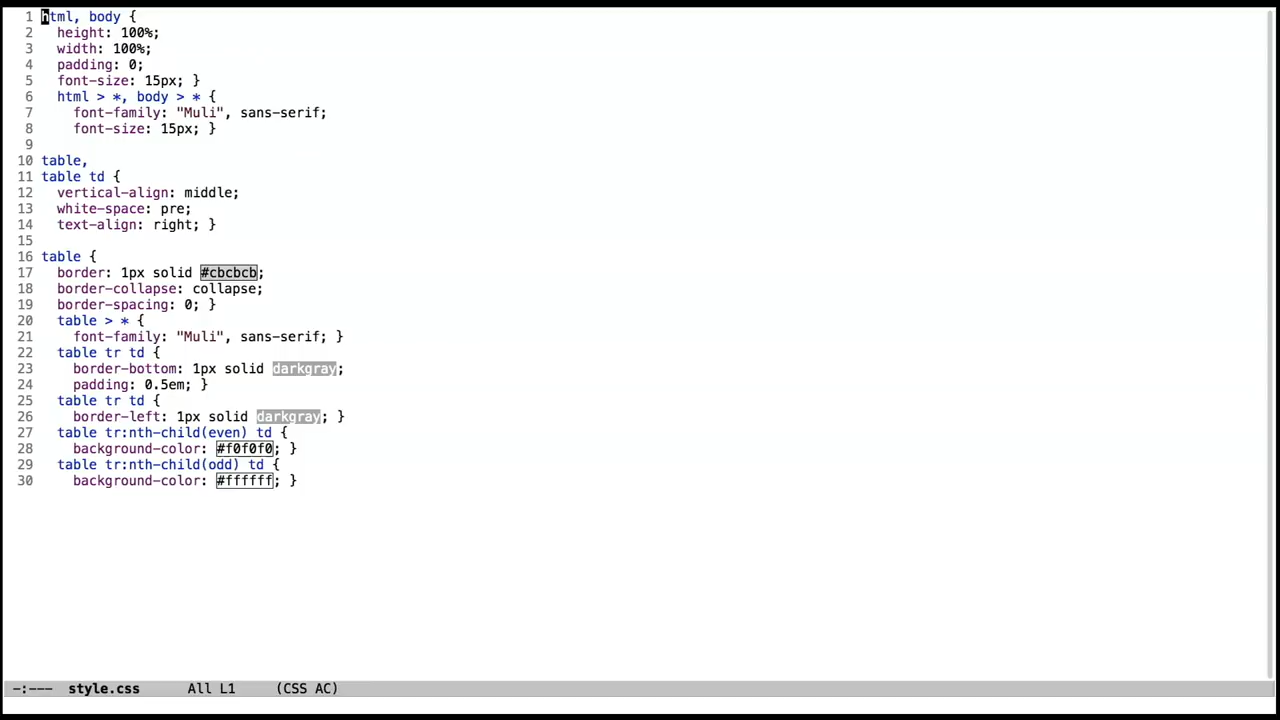 1 html, body {
2   height: 100%;
3   width: 100%;
4   padding: 0;
5   font-size: 15px; }
6   html > *, body > * {
7     font-family: "Muli", sans-serif;
8     font-size: 15px; }
9
10 table,
11 table td {
12   vertical-align: middle;
13   white-space: pre;
14   text-align: right; }
15
16 table {
17   border: 1px solid #cbcbcb;
18   border-collapse: collapse;
19   border-spacing: 0; }
20   table > * {
21     font-family: "Muli", sans-serif; }
22   table tr td {
23     border-bottom: 1px solid darkgray;
24     padding: 0.5em; }
25   table tr td {
26     border-left: 1px solid darkgray; }
27   table tr:nth-child(even) td {
28     background-color: #f0f0f0; }
29   table tr:nth-child(odd) td {
30     background-color: #ffffff; }
-:---  style.css      All L1     (CSS AC)